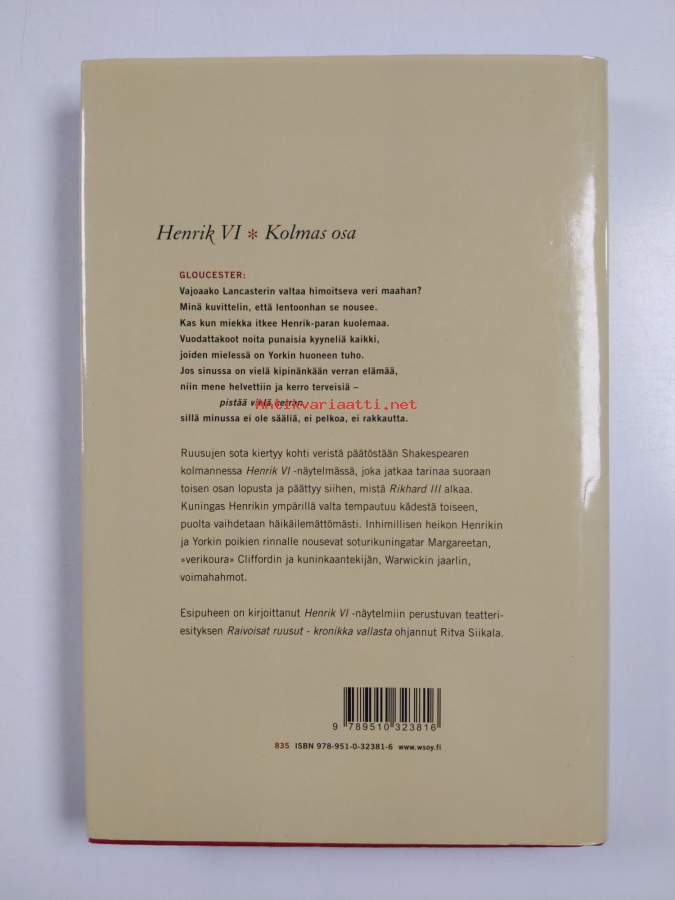 Henrik VI * Kolmas osa
GLOUCESTER:
Vajoaako Lancasterin valtaa himoitseva veri maahan?
Minä kuvittelin, että lentoonhan se nousee.
Kas kun miekka itkee Henrik-paran kuolemaa.
Vuodattakoot noita punaisia kyyneliä kaikki,
joiden mielessä on Yorkin huoneen tuho.
Jos sinussa on vielä kipinänkään verran elämää,
niin mene helvettiin ja kerro terveisiä –
pistää vielä kerran,
antikvariaatti.net
sillä minussa ei ole sääliä, ei pelkoa, ei rakkautta.
Ruusujen sota kiertyy kohti veristä päätöstään Shakespearen
kolmannessa Henrik VI -näytelmässä, joka jatkaa tarinaa suoraan
toisen osan lopusta ja päättyy siihen, mistä Rikhard III alkaa.
Kuningas Henrikin ympärillä valta tempautuu kädestä toiseen,
puolta vaihdetaan häikäilemättömästi. Inhimillisen heikon Henrikin
ja Yorkin poikien rinnalle nousevat soturikuningatar Margareetan,
»verikoura» Cliffordin ja kuninkaantekijän, Warwickin jaarlin,
voimahahmot.
Esipuheen on kirjoittanut Henrik VI -näytelmiin perustuvan teatteri-
esityksen Raivoisat ruusut - kronikka vallasta ohjannut Ritva Siikala.
9 789510 323816
835 ISBN 978-951-0-32381-6 www.wsoy.fi